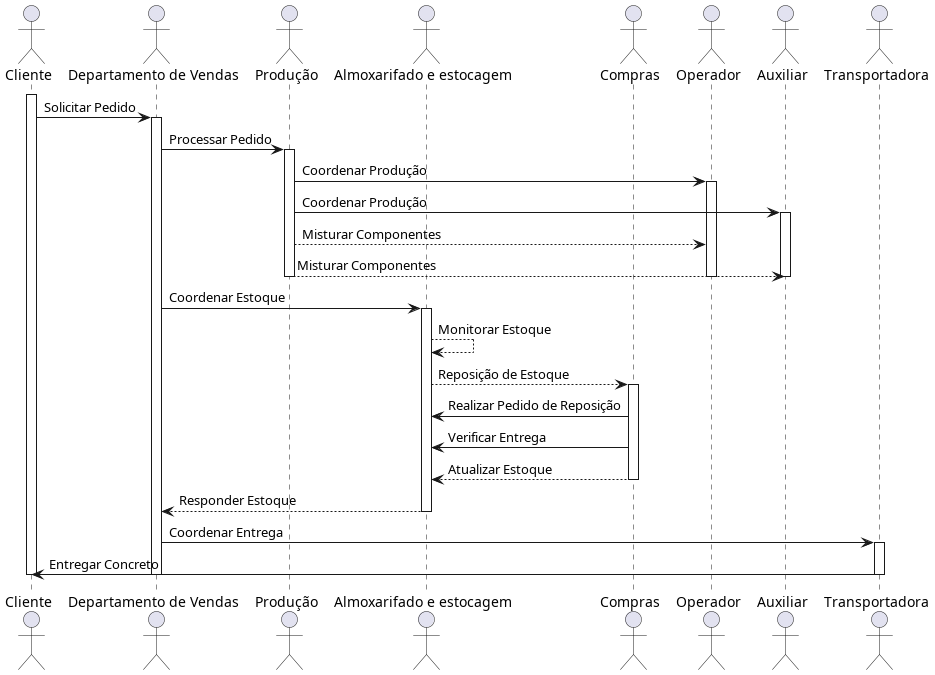 Cliente
Departamento de Vendas
Produção
Almoxarifado e estocagem
Compras
Operador
Auxiliar
Transportadora
Solicitar Pedido
Processar Pedido
Coordenar Produção
Coordenar Produção
Misturar Componentes
Misturar Componentes
Coordenar Estoque
Monitorar Estoque
Reposição de Estoque
Realizar Pedido de Reposição
Verificar Entrega
Atualizar Estoque
Responder Estoque
Coordenar Entrega
Entregar Concreto
Cliente
Departamento de Vendas
Produção
Almoxarifado e estocagem
Compras
Operador
Auxiliar
Transportadora